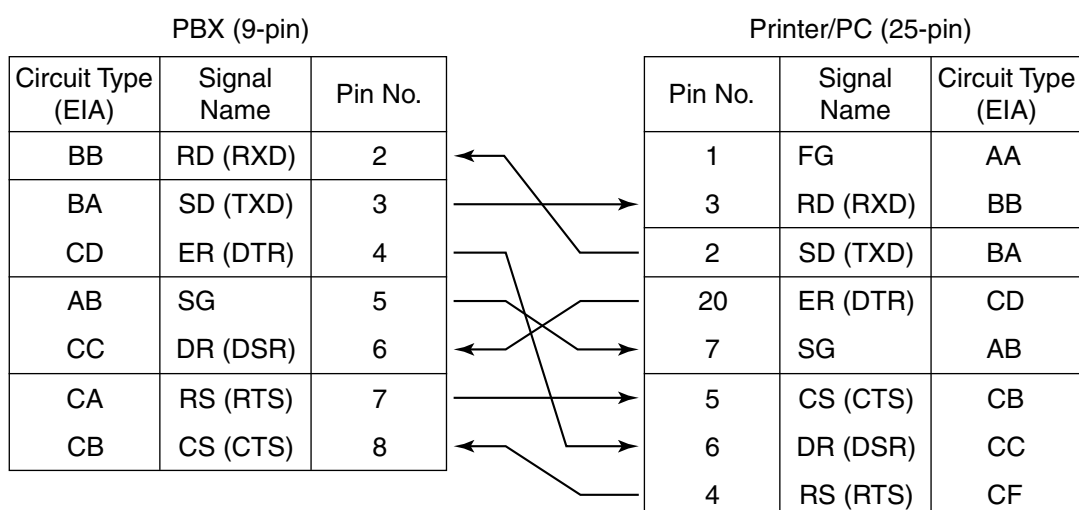 PBX (9-pin)
Circuit Type (EIA) Signal Name Pin No.
BB RD (RXD) 2
BA SD (TXD) 3
CD ER (DTR) 4
AB SG 5
CC DR (DSR) 6
CA RS (RTS) 7
CB CS (CTS) 8
Printer/PC (25-pin)
Pin No. Signal Name Circuit Type (EIA)
1 FG AA
3 RD (RXD) BB
2 SD (TXD) BA
20 ER (DTR) CD
7 SG AB
5 CS (CTS) CB
6 DR (DSR) CC
4 RS (RTS) CF